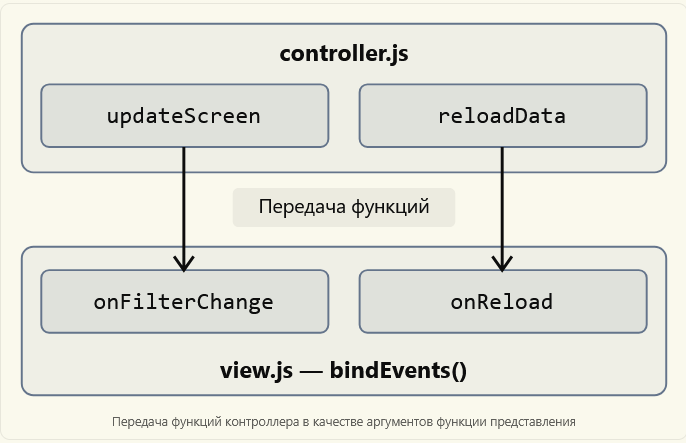 controller.js
updateScreen
reloadData
Передача функций
onFilterChange
onReload
view.js — bindEvents()
Передача функций контроллера в качестве аргументов функции представления